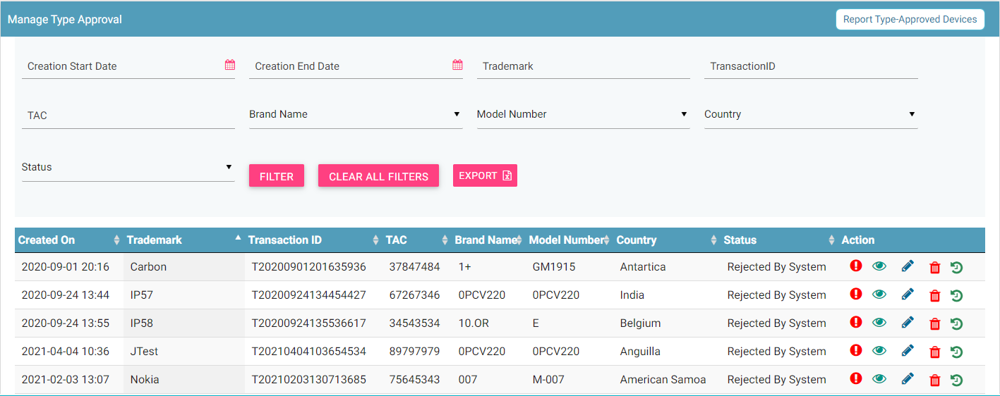 Manage Type Approval Report Type-Approved Devices
Creation Start Date Creation End Date Trademark TransactionID
TAC Brand Name Model Number Country
Status FILTER CLEAR ALL FILTERS EXPORT
Created On Trademark Transaction ID TAC Brand Name Model Number Country Status Action
2020-09-01 20:16 Carbon T20200901201635936 37847484 1+ GM1915 Antartica Rejected By System
2020-09-24 13:44 IP57 T20200924134454427 67267346 0PCV220 0PCV220 India Rejected By System
2020-09-24 13:55 IP58 T20200924135536617 34543534 10.OR E Belgium Rejected By System
2021-04-04 10:36 JTest T20210404103654534 89797979 0PCV220 0PCV220 Anguilla Rejected By System
2021-02-03 13:07 Nokia T20210203130713685 75645343 007 M-007 American Samoa Rejected By System